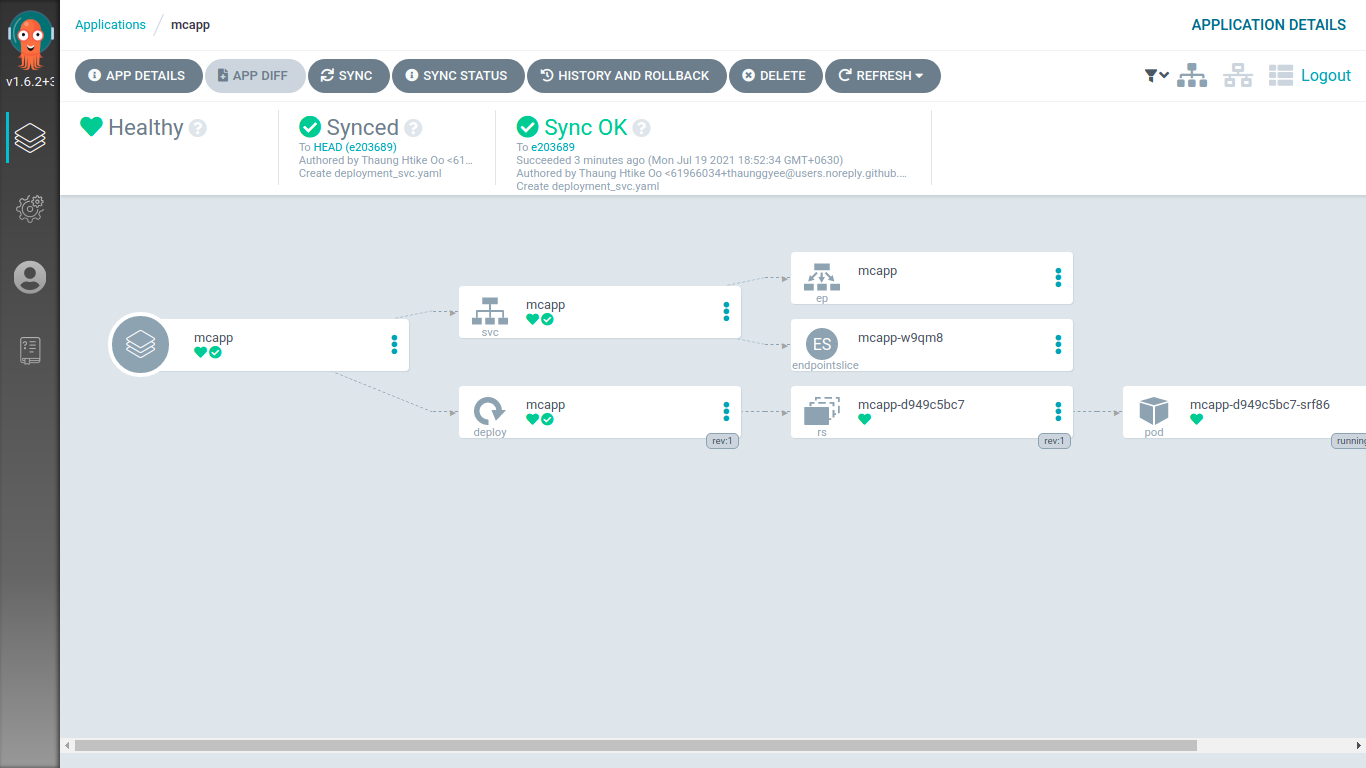 Applications / mcapp
APPLICATION DETAILS
v1.6.2+3
APP DETAILS
APP DIFF
SYNC
SYNC STATUS
HISTORY AND ROLLBACK
DELETE
REFRESH
Logout
Healthy
Synced
To HEAD (e203689)
Authored by Thaung Htike Oo <61...
Create deployment_svc.yaml
Sync OK
To e203689
Succeeded 3 minutes ago (Mon Jul 19 2021 18:52:34 GMT+0630)
Authored by Thaung Htike Oo <61966034+thaunggyee@users.noreply.github....
Create deployment_svc.yaml
mcapp
mcapp
svc
mcapp
ep
ES
mcapp-w9qm8
endpointslice
mcapp
deploy
rev:1
mcapp-d949c5bc7
rs
rev:1
mcapp-d949c5bc7-srf86
pod
running